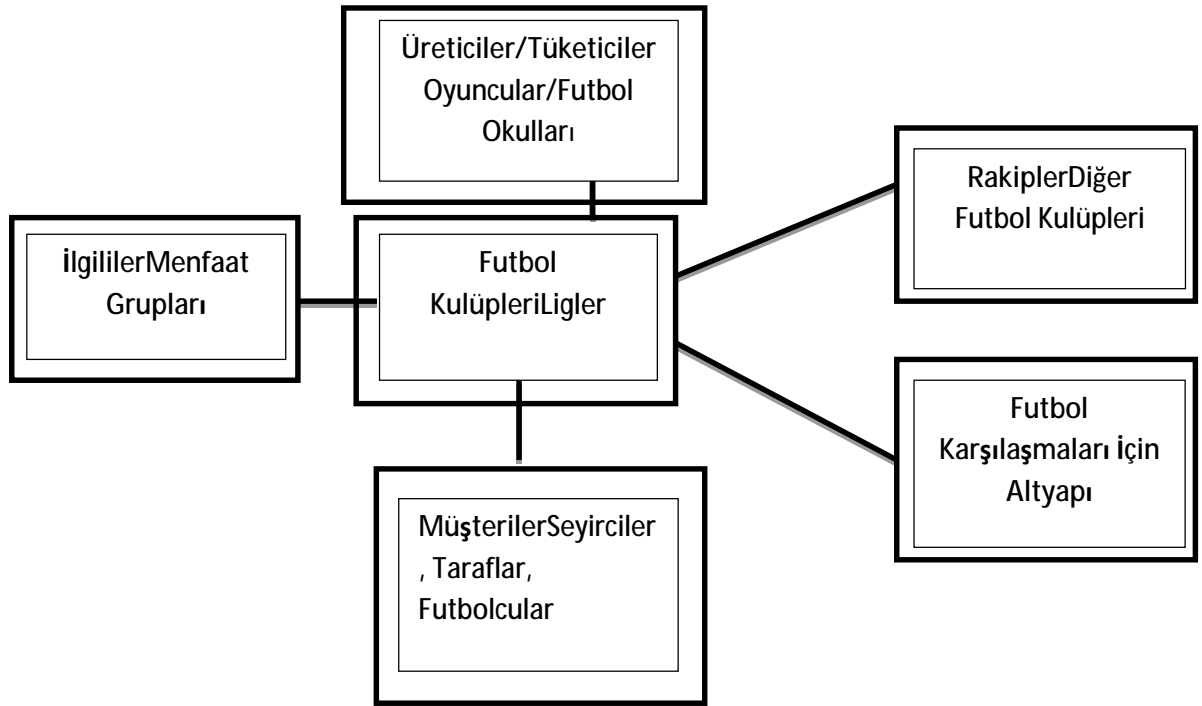 Üreticiler/Tüketiciler
Oyuncular/Futbol
Okulları
RakiplerDiğer
Futbol Kulüpleri
İlgililerMenfaat
Grupları
Futbol
KulüpleriLigler
Futbol
Karşılaşmaları İçin
Altyapı
MüşterilerSeyirciler
, Taraflar,
Futbolcular